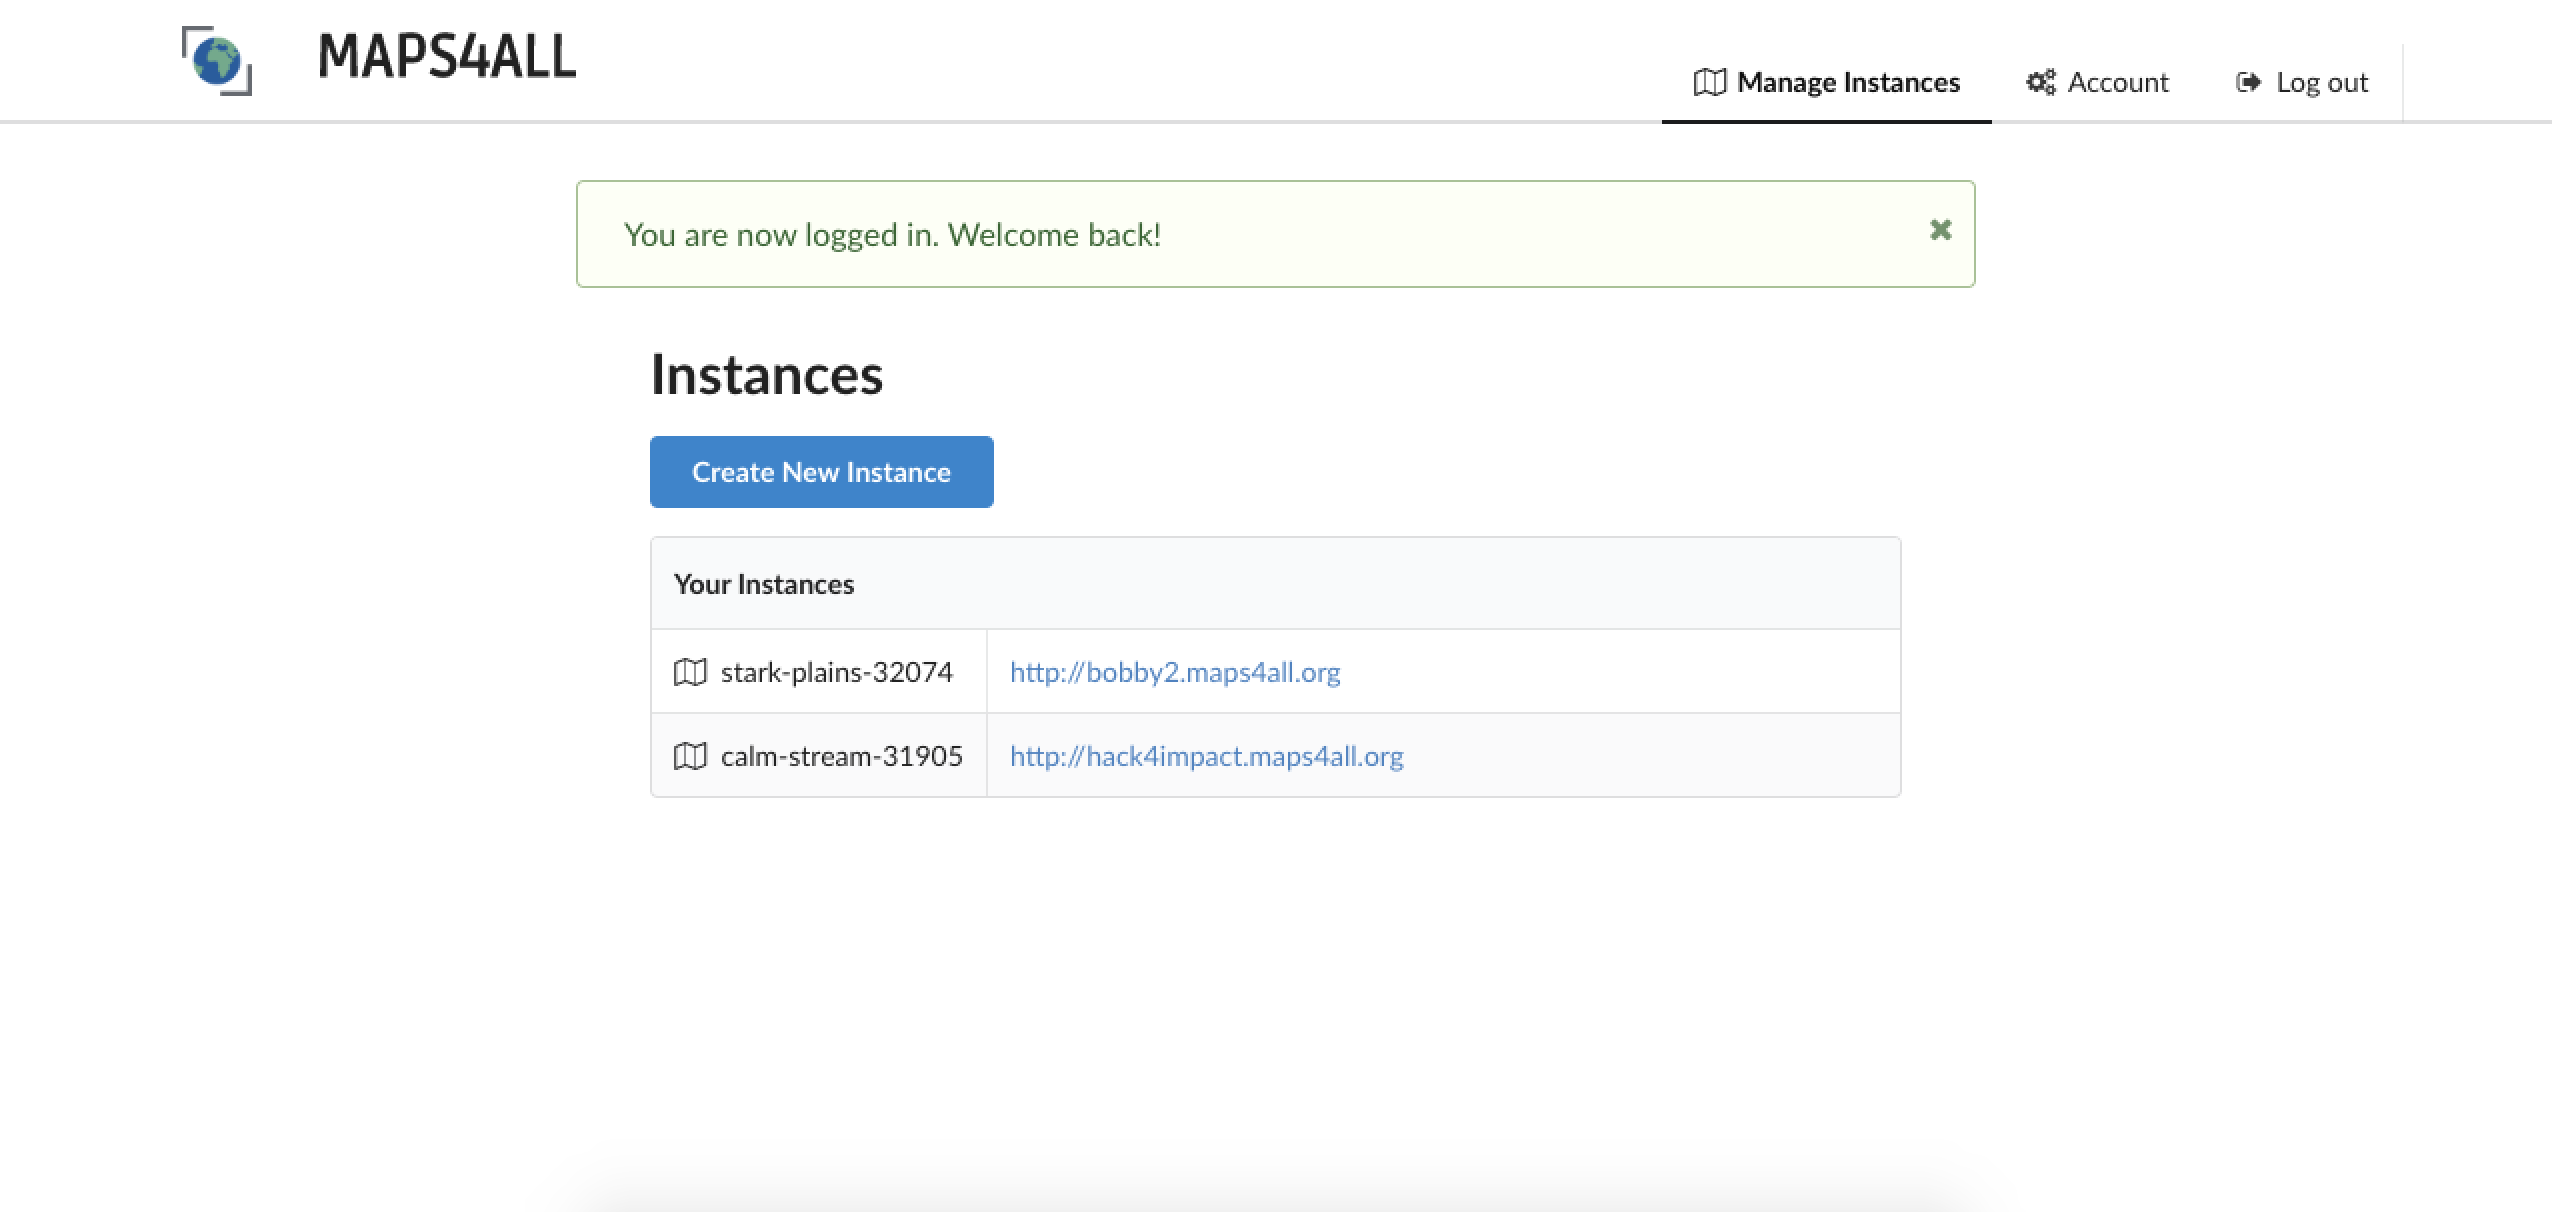 MAPS4ALL
Manage Instances Account Log out
You are now logged in. Welcome back!
Instances
Create New Instance
Your Instances
stark-plains-32074 http://bobby2.maps4all.org
calm-stream-31905 http://hack4impact.maps4all.org